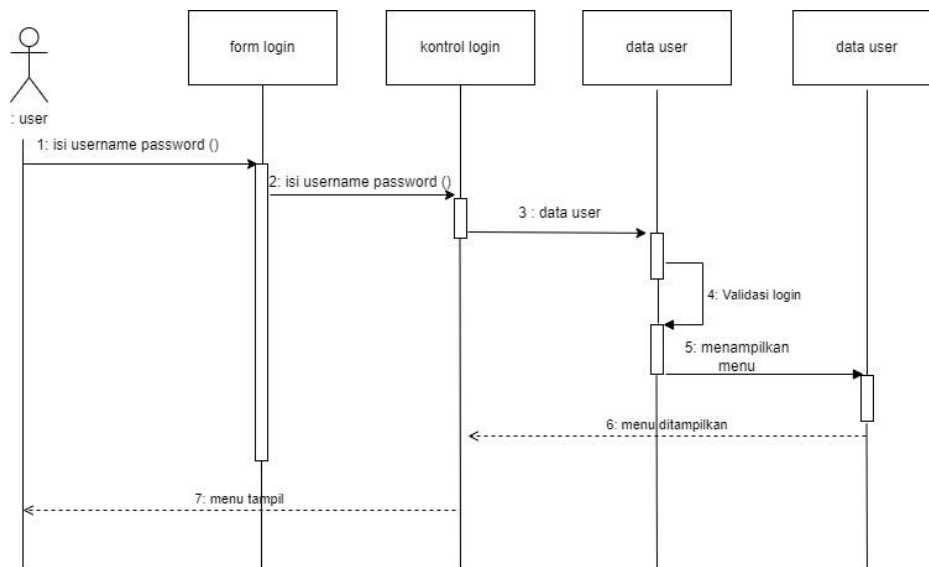 form login
kontrol login
data user
data user
: user
1: isi username password ()
2: isi username password ()
3 : data user
4: Validasi login
5: menampilkan
menu
6: menu ditampilkan
7: menu tampil